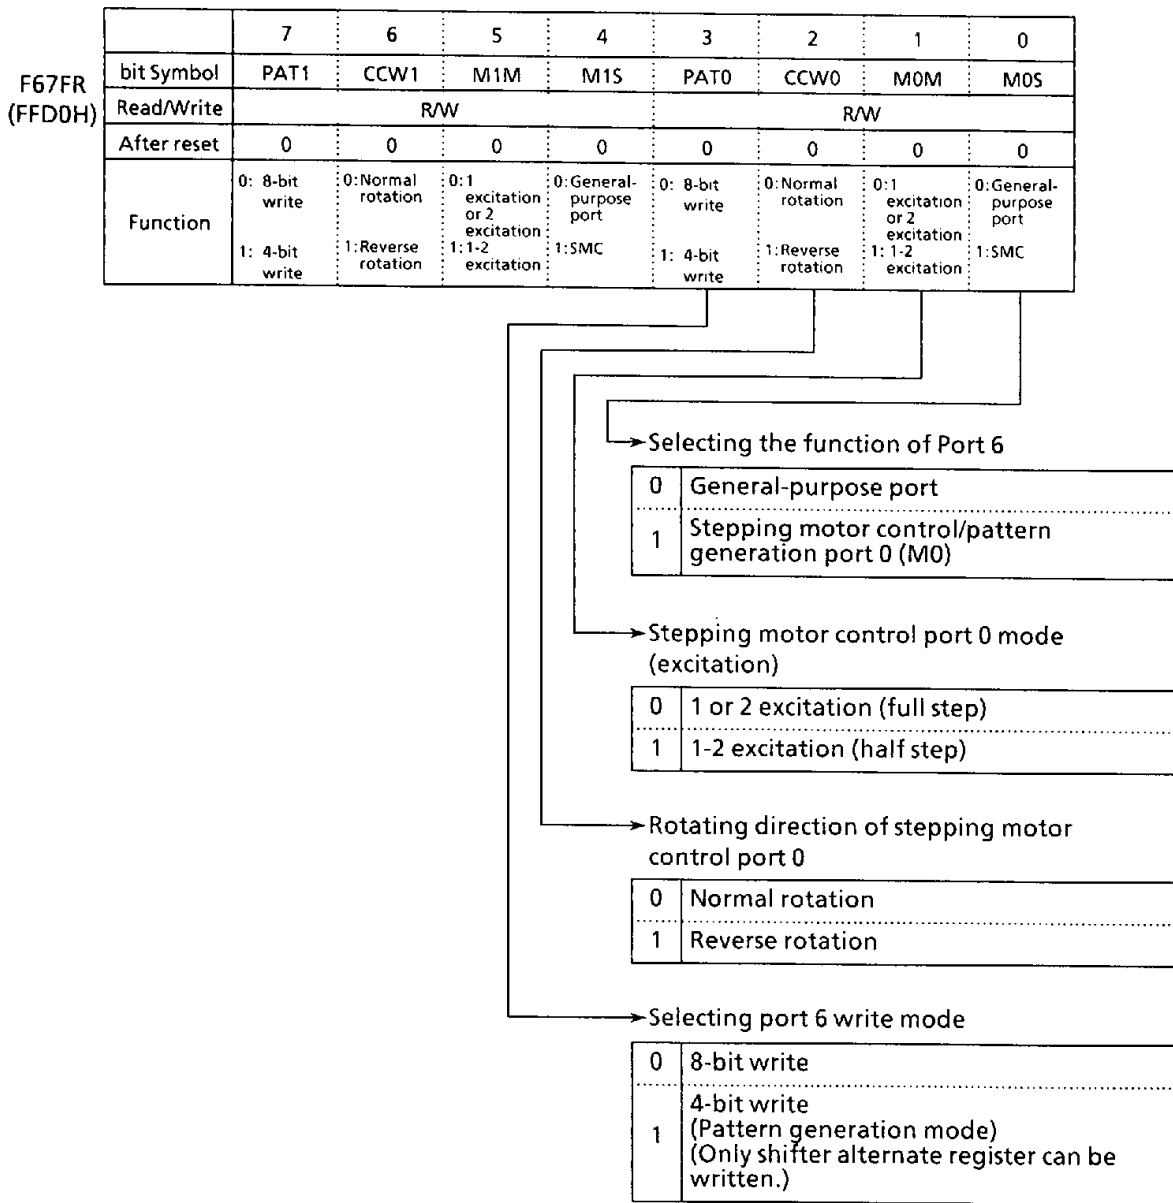 7 6 5 4 3 2 1 0
F67FR
(FFD0H)
bit Symbol PAT1 CCW1 M1M M1S PAT0 CCW0 M0M M0S
Read/Write R/W R/W
After reset 0 0 0 0 0 0 0 0
Function
0: 8-bit 0:Normal 0:1 0:General- 0: 8-bit 0:Normal 0:1 0:General-
write rotation excitation purpose write rotation excitation purpose
or 2 port or 2 port
excitation excitation
1: 4-bit 1:Reverse 1:1-2 1:SMC 1: 4-bit 1:Reverse 1:1-2 1:SMC
write rotation excitation write rotation excitation
Selecting the function of Port 6
0 General-purpose port
1 Stepping motor control/pattern
generation port 0 (M0)
Stepping motor control port 0 mode
(excitation)
0 1 or 2 excitation (full step)
1 1-2 excitation (half step)
Rotating direction of stepping motor
control port 0
0 Normal rotation
1 Reverse rotation
Selecting port 6 write mode
0 8-bit write
1 4-bit write
(Pattern generation mode)
(Only shifter alternate register can be
written.)